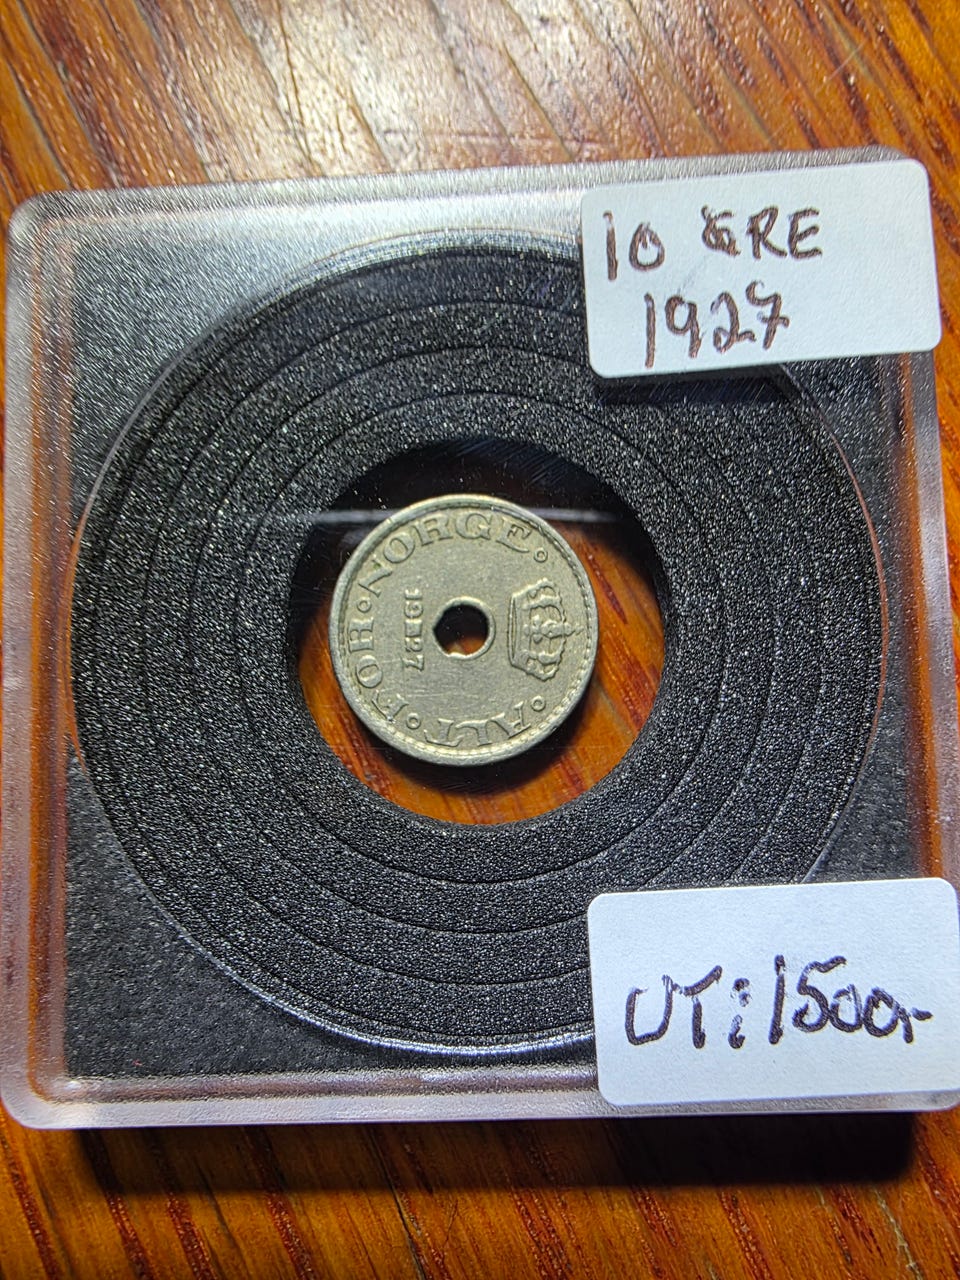 10 ØRE
1927
ALT◦FOR◦NORGE◦
1927
UT: 1500,-